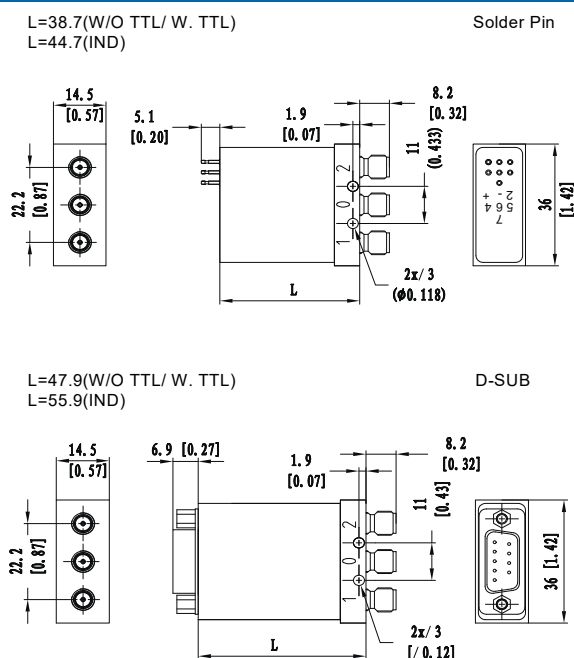 L=38.7(W/O TTL/ W. TTL)
Solder Pin
L=44.7(IND)
14.5
[0.57]
5.1
[0.20]
1.9
[0.07]
8.2
[0.32]
11
(0.433)
22.2
[0.87]
2
0
1
+ - 2
4 6 5
7
36
[1.42]
L
2x/ 3
(ϕ0.118)
L=47.9(W/O TTL/ W. TTL)
D-SUB
L=55.9(IND)
14.5
[0.57]
6.9 [0.27]
1.9
[0.07]
8.2
[0.32]
11
[0.43]
22.2
[0.87]
2
0
1
36 [1.42]
L
2x/ 3
[/ 0.12]